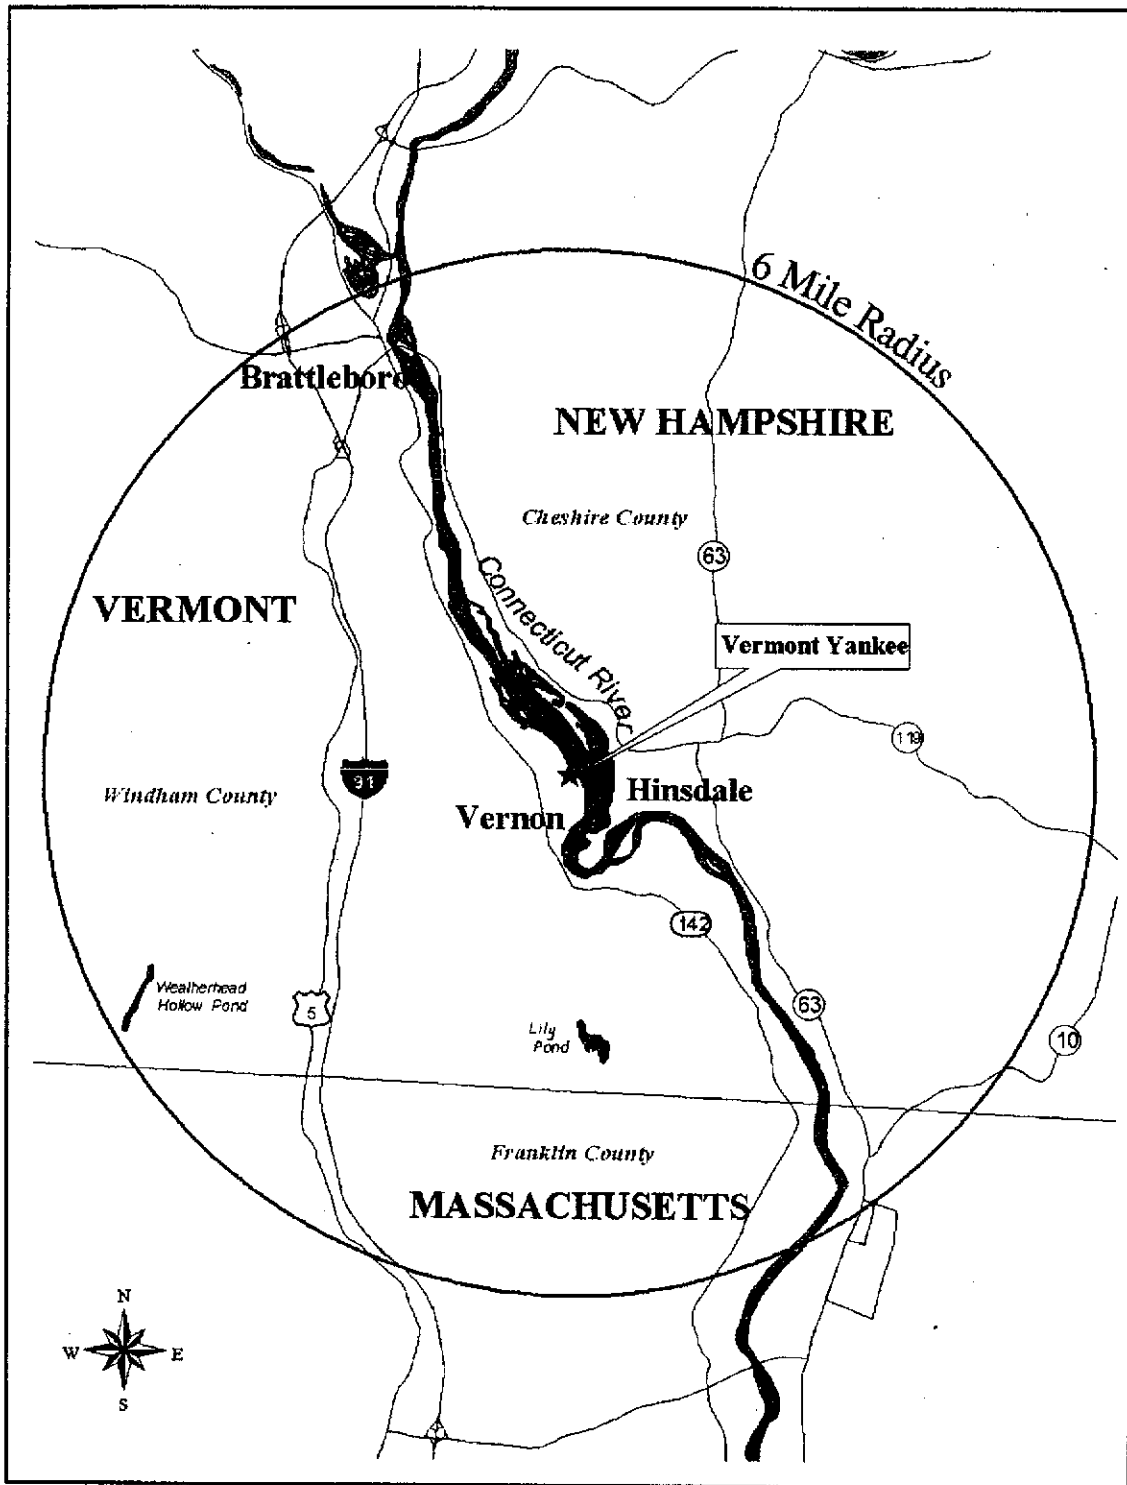 6 Mile Radius
Brattleboro
NEW HAMPSHIRE
Cheshire County
63
Connecticut River
VERMONT
Vermont Yankee
119
91
Windham County
Hinsdale
Vernon
142
Weatherhead
Hollow Pond
5
63
Lily
Pond
10
Franklin County
MASSACHUSETTS
N
W
E
S